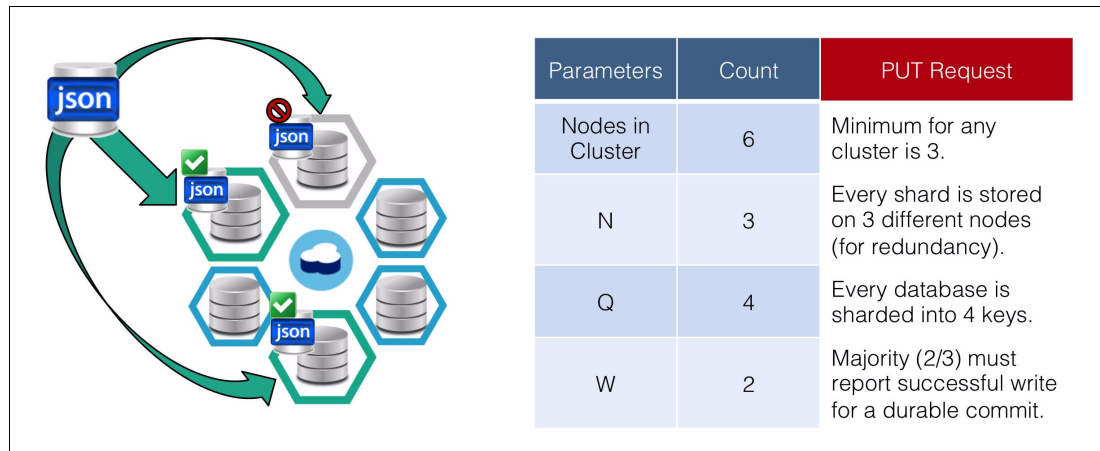 json
json
json
json
Parameters
Count
PUT Request
Nodes in
Cluster
6
Minimum for any
cluster is 3.
N
3
Every shard is stored
on 3 different nodes
(for redundancy).
Q
4
Every database is
sharded into 4 keys.
W
2
Majority (2/3) must
report successful write
for a durable commit.